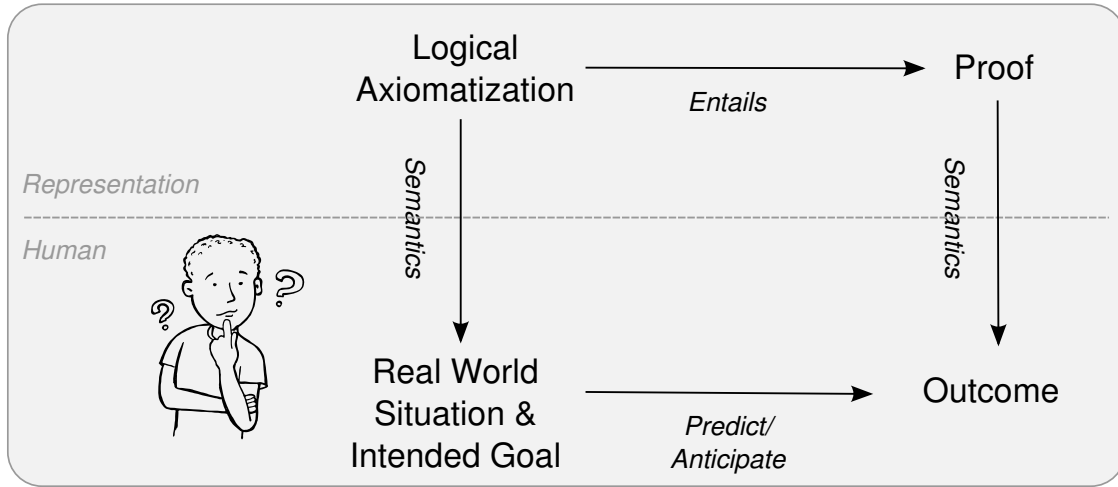 Logical
Axiomatization
Entails
Proof
Semantics
Semantics
Representation
Human
?
?
Real World
Situation &
Intended Goal
Predict/
Anticipate
Outcome